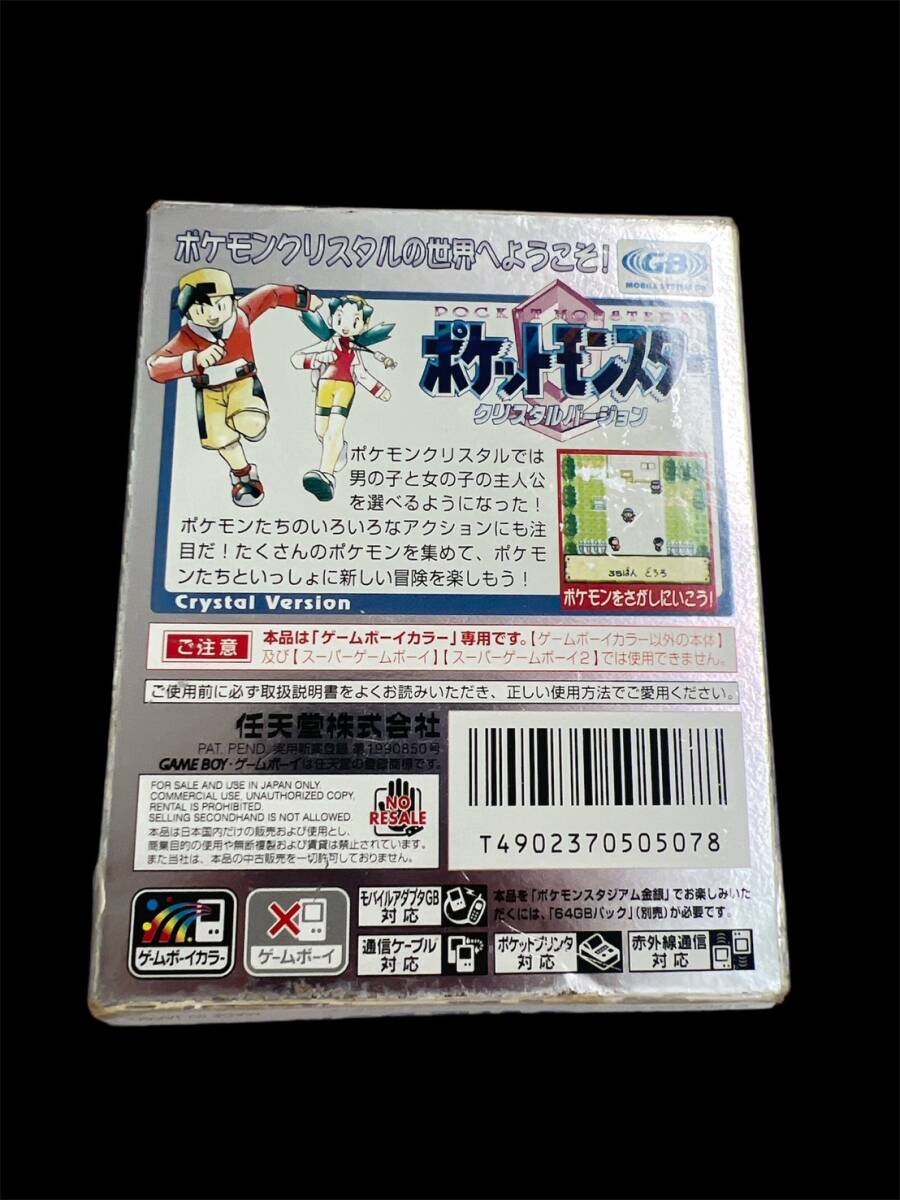 ポケモンクリスタルの世界へようこそ!
GB
MOBILE SYSTEM GB
POCKET MONSTERS
ポケットモンスター
クリスタルバージョン
ポケモンクリスタルでは
男の子と女の子の主人公
を選べるようになった!
ポケモンたちのいろいろなアクションにも注
目だ!たくさんのポケモンを集めて、ポケモ
ンたちといっしょに新しい冒険を楽しもう!
35ばん どうろ
ポケモンをさがしにいこう!
Crystal Version
ご注意
本品は「ゲームボーイカラー」専用です。【ゲームボーイカラー以外の本体】
及び【スーパーゲームボーイ】【スーパーゲームボーイ2】では使用できません。
ご使用前に必ず取扱説明書をよくお読みいただき、正しい使用方法でご愛用ください。
任天堂株式会社
PAT. PEND. 実用新案登録 第1990850号
GAME BOY・ゲームボーイは任天堂の登録商標です。
FOR SALE AND USE IN JAPAN ONLY.
COMMERCIAL USE, UNAUTHORIZED COPY,
RENTAL IS PROHIBITED.
SELLING SECONDHAND IS NOT ALLOWED.
本品は日本国内だけの販売および使用とし、
商業目的の使用や無断複製および賃貸は禁止します。
また当社は、本品の中古販売を一切許可しておりません。
NO
RESALE
T4902370505078
ゲームボーイカラー
ゲームボーイ
モバイルアダプタGB
対応
本品を「ポケモンスタジアム金銀」でお楽しみいた
だくには、「64GBパック」(別売)が必要です。
通信ケーブル
対応
ポケットプリンタ
対応
赤外線通信
対応